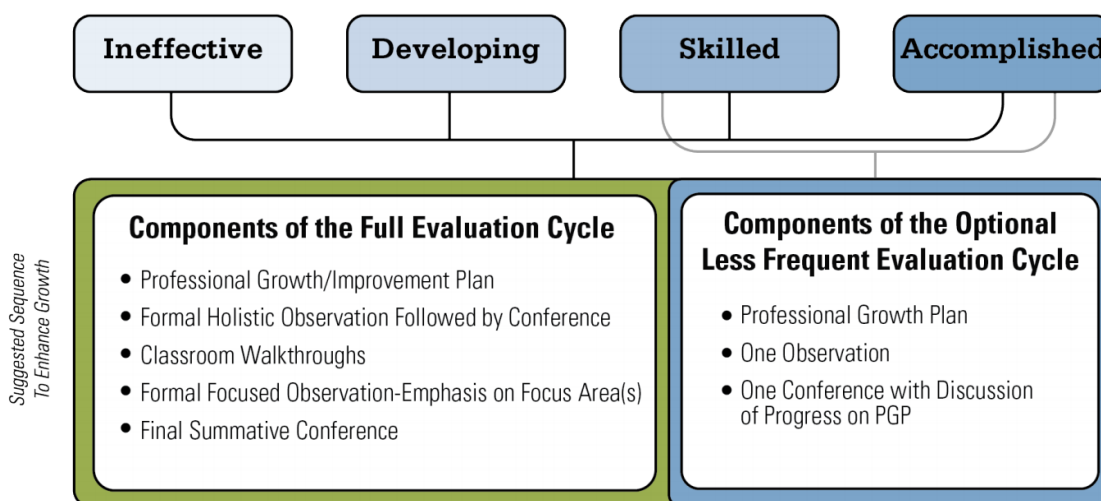 Ineffective
Developing
Skilled
Accomplished
Suggested Sequence
To Enhance Growth
Components of the Full Evaluation Cycle
• Professional Growth/Improvement Plan
• Formal Holistic Observation Followed by Conference
• Classroom Walkthroughs
• Formal Focused Observation-Emphasis on Focus Area(s)
• Final Summative Conference
Components of the Optional
Less Frequent Evaluation Cycle
• Professional Growth Plan
• One Observation
• One Conference with Discussion
of Progress on PGP